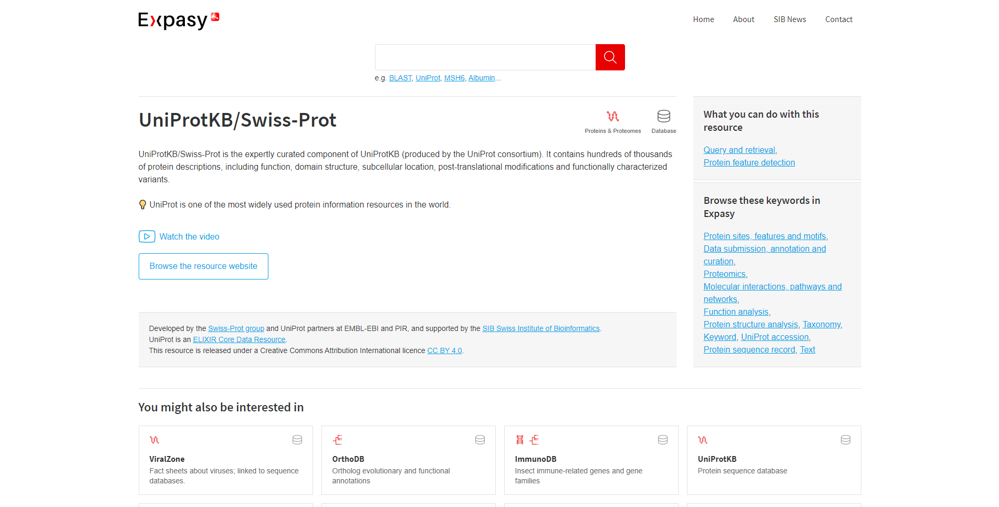 Expasy
Home About SIB News Contact
e.g. BLAST, UniProt, MSH6, Albumin...
UniProtKB/Swiss-Prot
Proteins & Proteomes
Database
UniProtKB/Swiss-Prot is the expertly curated component of UniProtKB (produced by the UniProt consortium). It contains hundreds of thousands
of protein descriptions, including function, domain structure, subcellular location, post-translational modifications and functionally characterized
variants.
UniProt is one of the most widely used protein information resources in the world.
Watch the video
Browse the resource website
Developed by the Swiss-Prot group and UniProt partners at EMBL-EBI and PIR, and supported by the SIB Swiss Institute of Bioinformatics.
UniProt is an ELIXIR Core Data Resource.
This resource is released under a Creative Commons Attribution International licence CC BY 4.0.
What you can do with this
resource
Query and retrieval,
Protein feature detection
Browse these keywords in
Expasy
Protein sites, features and motifs,
Data submission, annotation and
curation,
Proteomics,
Molecular interactions, pathways and
networks,
Function analysis,
Protein structure analysis, Taxonomy,
Keyword, UniProt accession,
Protein sequence record, Text
You might also be interested in
ViralZone
Fact sheets about viruses; linked to sequence
databases.
OrthoDB
Ortholog evolutionary and functional
annotations
ImmunoDB
Insect immune-related genes and gene
families
UniProtKB
Protein sequence database